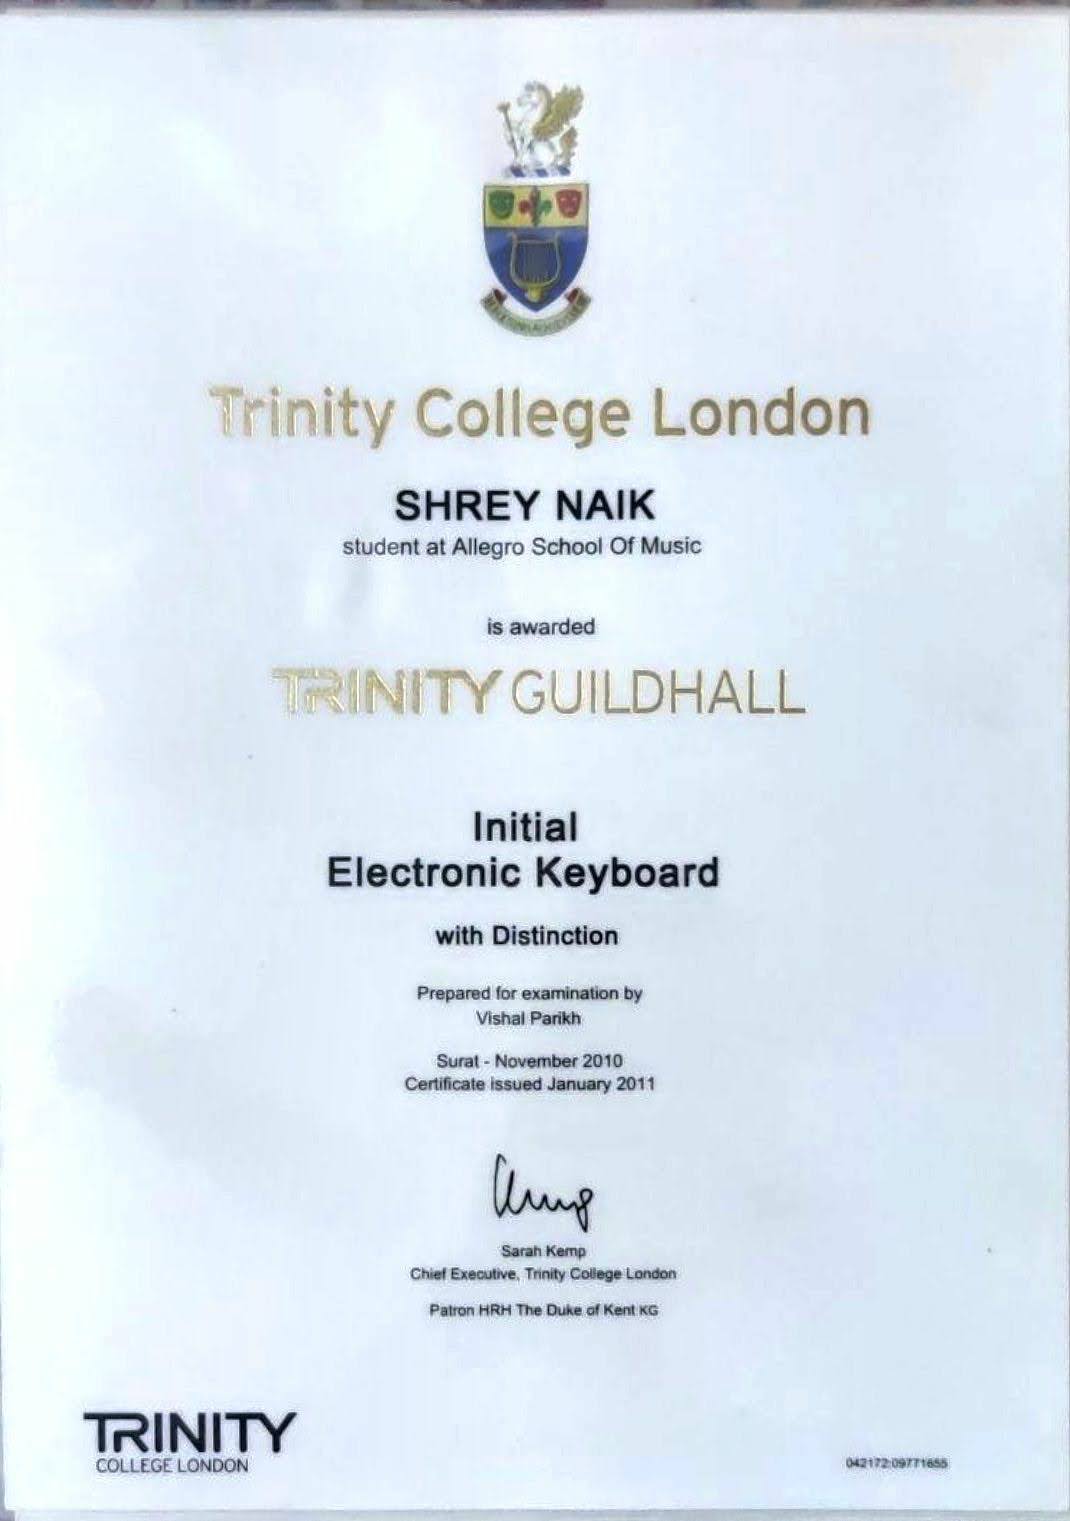 Trinity College London
SHREY NAIK
student at Allegro School Of Music
is awarded
TRINITY GUILDHALL
Initial
Electronic Keyboard
with Distinction
Prepared for examination by
Vishal Parikh
Surat - November 2010
Certificate issued January 2011
Sarah Kemp
Chief Executive, Trinity College London
Patron HRH The Duke of Kent KG
TRINITY
COLLEGE LONDON
042172:09771655